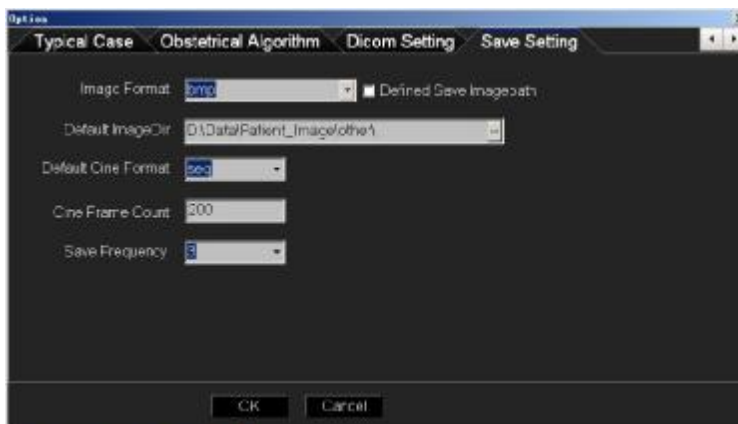 Option
Typical Case Obstetrical Algorithm Dicom Setting Save Setting
Image Format bmp Defined Save Imagepath
Default ImageDir D:\Data\Patient_Image\other\ ...
Default Cine Format seq
Cine Frame Count 200
Save Frequency 3
OK Cancel